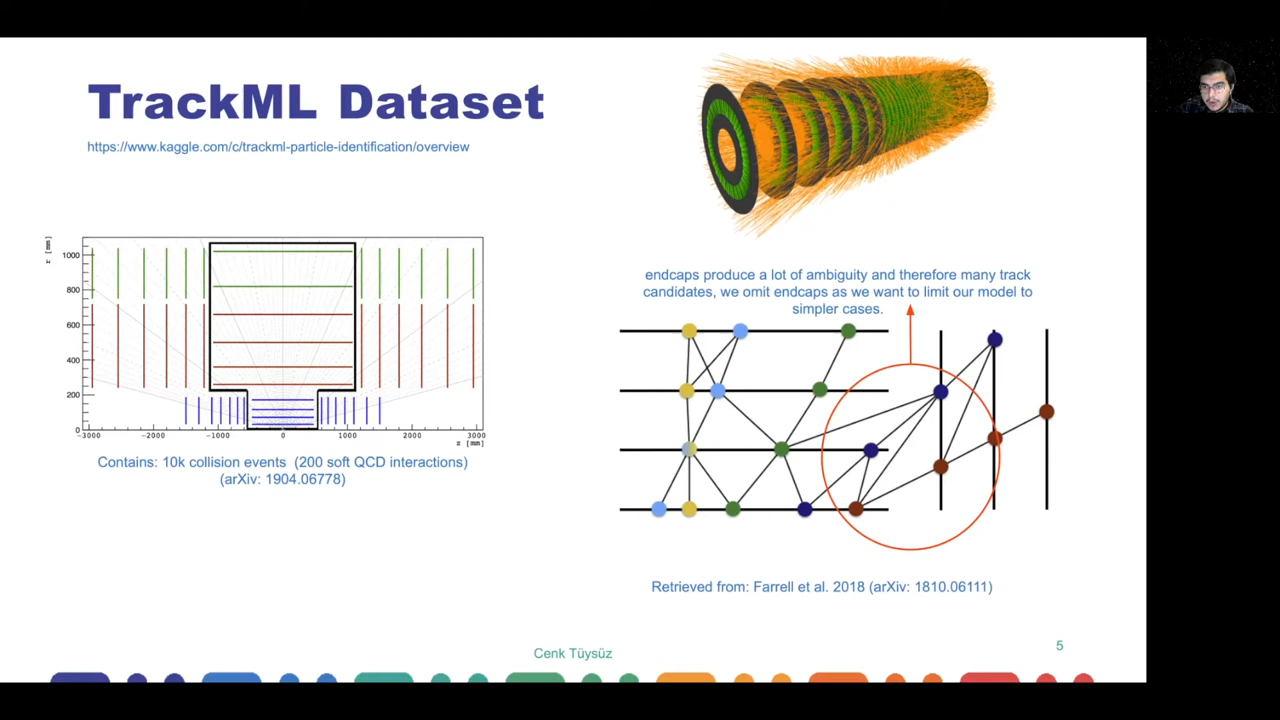 TrackML Dataset
https://www.kaggle.com/c/trackml-particle-identification/overview
r [mm]
1000
800
600
400
200
0
−3000
−2000
−1000
0
1000
2000
3000
z [mm]
Contains: 10k collision events (200 soft QCD interactions)
(arXiv: 1904.06778)
endcaps produce a lot of ambiguity and therefore many track
candidates, we omit endcaps as we want to limit our model to
simpler cases.
Retrieved from: Farrell et al. 2018 (arXiv: 1810.06111)
Cenk Tüysüz
5